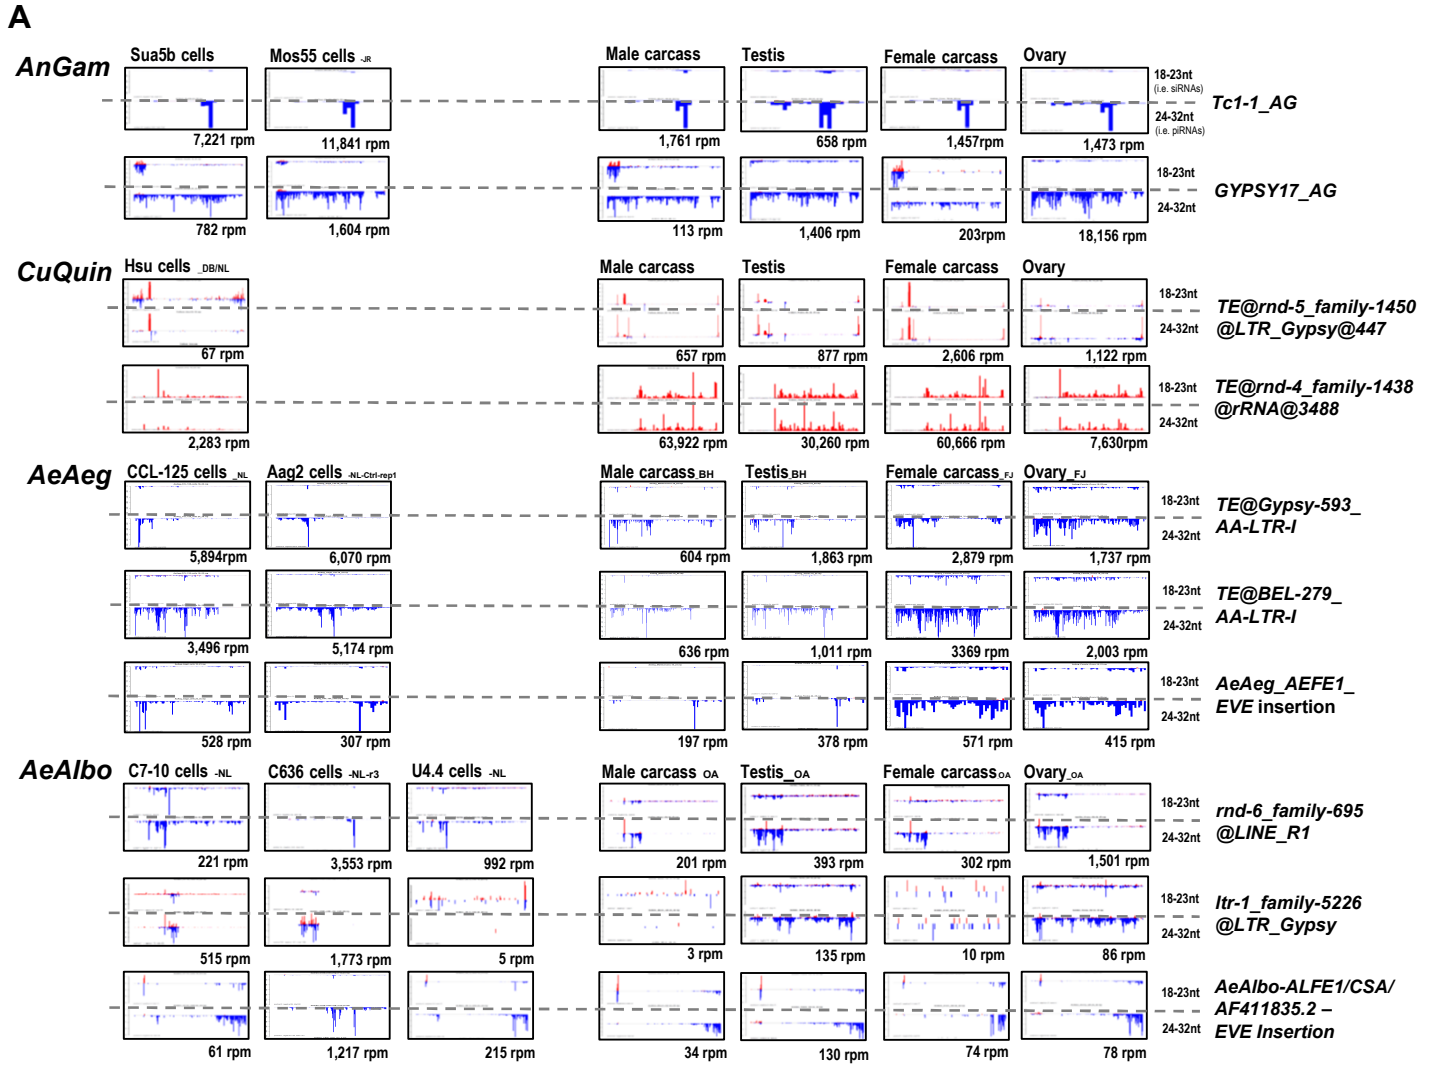 A
AnGam
Sua5b cells
Mos55 cells -JR
Male carcass
Testis
Female carcass
Ovary
18-23nt
(i.e. siRNAs)
24-32nt
(i.e. piRNAs)
Tc1-1_AG
7,221 rpm
11,841 rpm
1,761 rpm
658 rpm
1,457rpm
1,473 rpm
18-23nt
24-32nt
GYPSY17_AG
782 rpm
1,604 rpm
113 rpm
1,406 rpm
203rpm
18,156 rpm
CuQuin
Hsu cells _DB/NL
Male carcass
Testis
Female carcass
Ovary
18-23nt
24-32nt
TE@rnd-5_family-1450
@LTR_Gypsy@447
67 rpm
657 rpm
877 rpm
2,606 rpm
1,122 rpm
18-23nt
24-32nt
TE@rnd-4_family-1438
@rRNA@3488
2,283 rpm
63,922 rpm
30,260 rpm
60,666 rpm
7,630rpm
AeAeg
CCL-125 cells _NL
Aag2 cells -NL-Ctrl-rep1
Male carcass_BH
Testis_BH
Female carcass_FJ
Ovary_FJ
18-23nt
24-32nt
TE@Gypsy-593_
AA-LTR-I
5,894rpm
6,070 rpm
604 rpm
1,863 rpm
2,879 rpm
1,737 rpm
18-23nt
24-32nt
TE@BEL-279_
AA-LTR-I
3,496 rpm
5,174 rpm
636 rpm
1,011 rpm
3369 rpm
2,003 rpm
18-23nt
24-32nt
AeAeg_AEFE1_
EVE insertion
528 rpm
307 rpm
197 rpm
378 rpm
571 rpm
415 rpm
AeAlbo
C7-10 cells -NL
C636 cells -NL-r3
U4.4 cells -NL
Male carcass OA
Testis_OA
Female carcass OA
Ovary_OA
18-23nt
24-32nt
rnd-6_family-695
@LINE_R1
221 rpm
3,553 rpm
992 rpm
201 rpm
393 rpm
302 rpm
1,501 rpm
18-23nt
24-32nt
ltr-1_family-5226
@LTR_Gypsy
515 rpm
1,773 rpm
5 rpm
3 rpm
135 rpm
10 rpm
86 rpm
18-23nt
24-32nt
AeAlbo-ALFE1/CSA/
AF411835.2 –
EVE Insertion
61 rpm
1,217 rpm
215 rpm
34 rpm
130 rpm
74 rpm
78 rpm